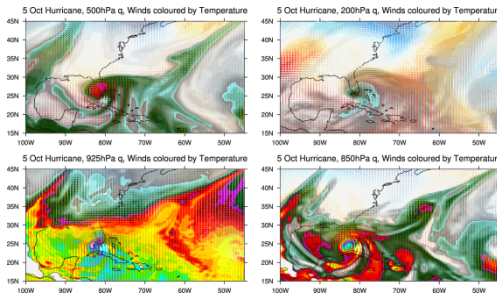 5 Oct Hurricane, 500hPa q, Winds coloured by Temperature
5 Oct Hurricane, 200hPa q, Winds coloured by Temperature
45N
40N
35N
30N
25N
20N
15N
100W 90W 80W 70W 60W 50W
45N
40N
35N
30N
25N
20N
15N
100W 90W 80W 70W 60W 50W
5 Oct Hurricane, 925hPa q, Winds coloured by Temperature
5 Oct Hurricane, 850hPa q, Winds coloured by Temperature
45N
40N
35N
30N
25N
20N
15N
100W 90W 80W 70W 60W 50W
45N
40N
35N
30N
25N
20N
15N
100W 90W 80W 70W 60W 50W